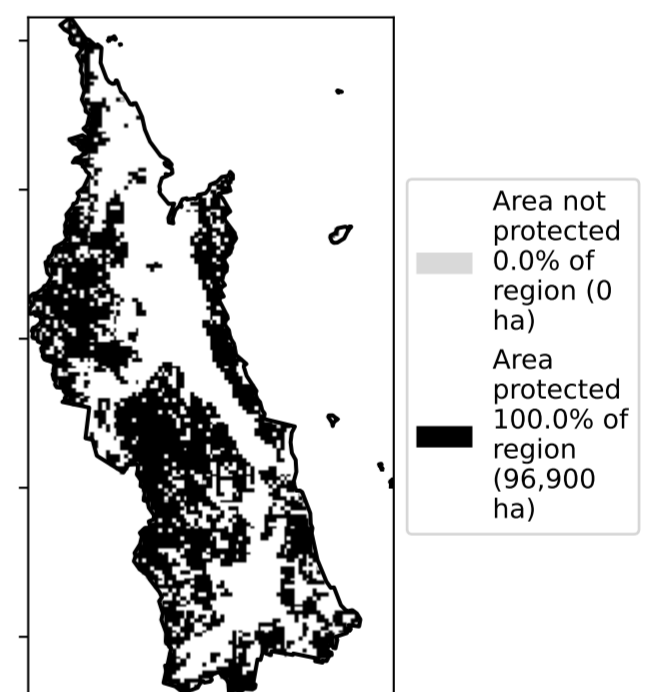 Area not
protected
0.0% of
region (0
ha)
Area
protected
100.0% of
region
(96,900
ha)